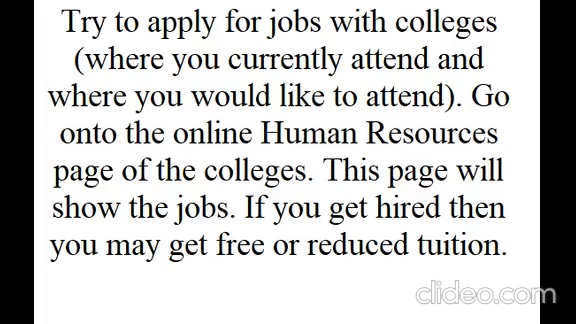 Try to apply for jobs with colleges
(where you currently attend and
where you would like to attend). Go
onto the online Human Resources
page of the colleges. This page will
show the jobs. If you get hired then
you may get free or reduced tuition.
clideo.com